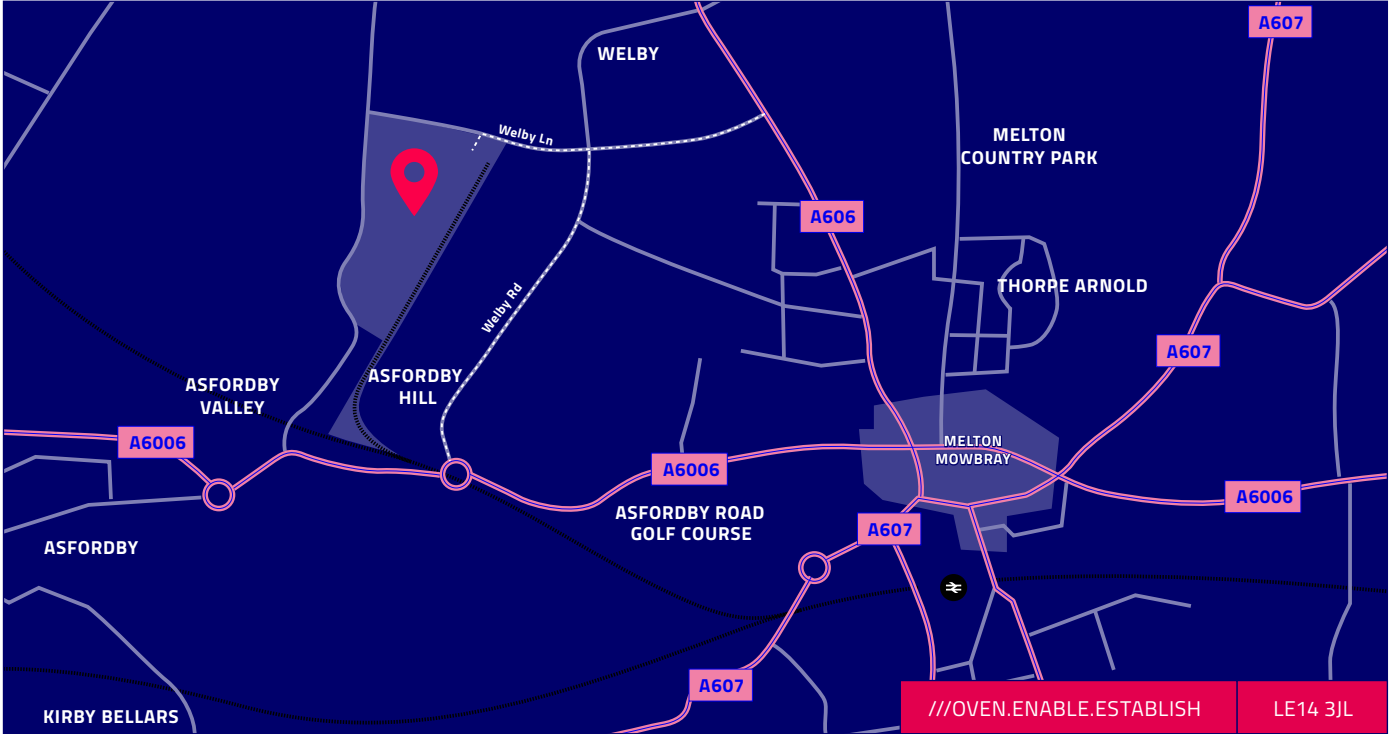 A607
WELBY
Welby Ln
MELTON
COUNTRY PARK
A606
THORPE ARNOLD
Welby Rd
A607
ASFORDBY
VALLEY
ASFORDBY
HILL
A6006
MELTON
MOWBRAY
A6006
A6006
ASFORDBY ROAD
GOLF COURSE
A607
ASFORDBY
A607
KIRBY BELLARS
///OVEN.ENABLE.ESTABLISH
LE14 3JL